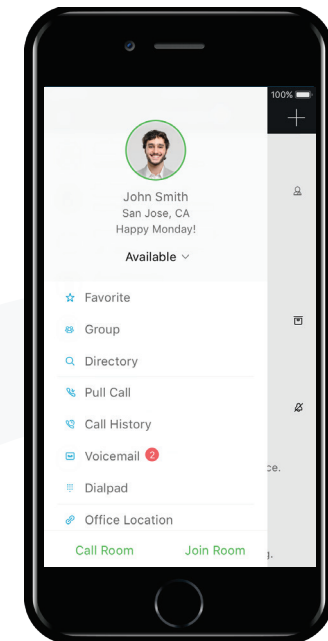 100%
John Smith
San Jose, CA
Happy Monday!
Available
Favorite
Group
Directory
Pull Call
Call History
Voicemail 2
ce.
Dialpad
Office Location
Call Room Join Room
g.